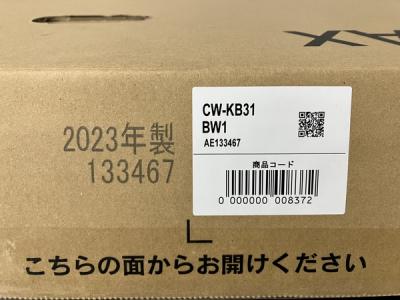 AX
CW-KB31
BW1
AE133467
2023年製
133467
商品コード
0 000000 008372
こちらの面からお開けください